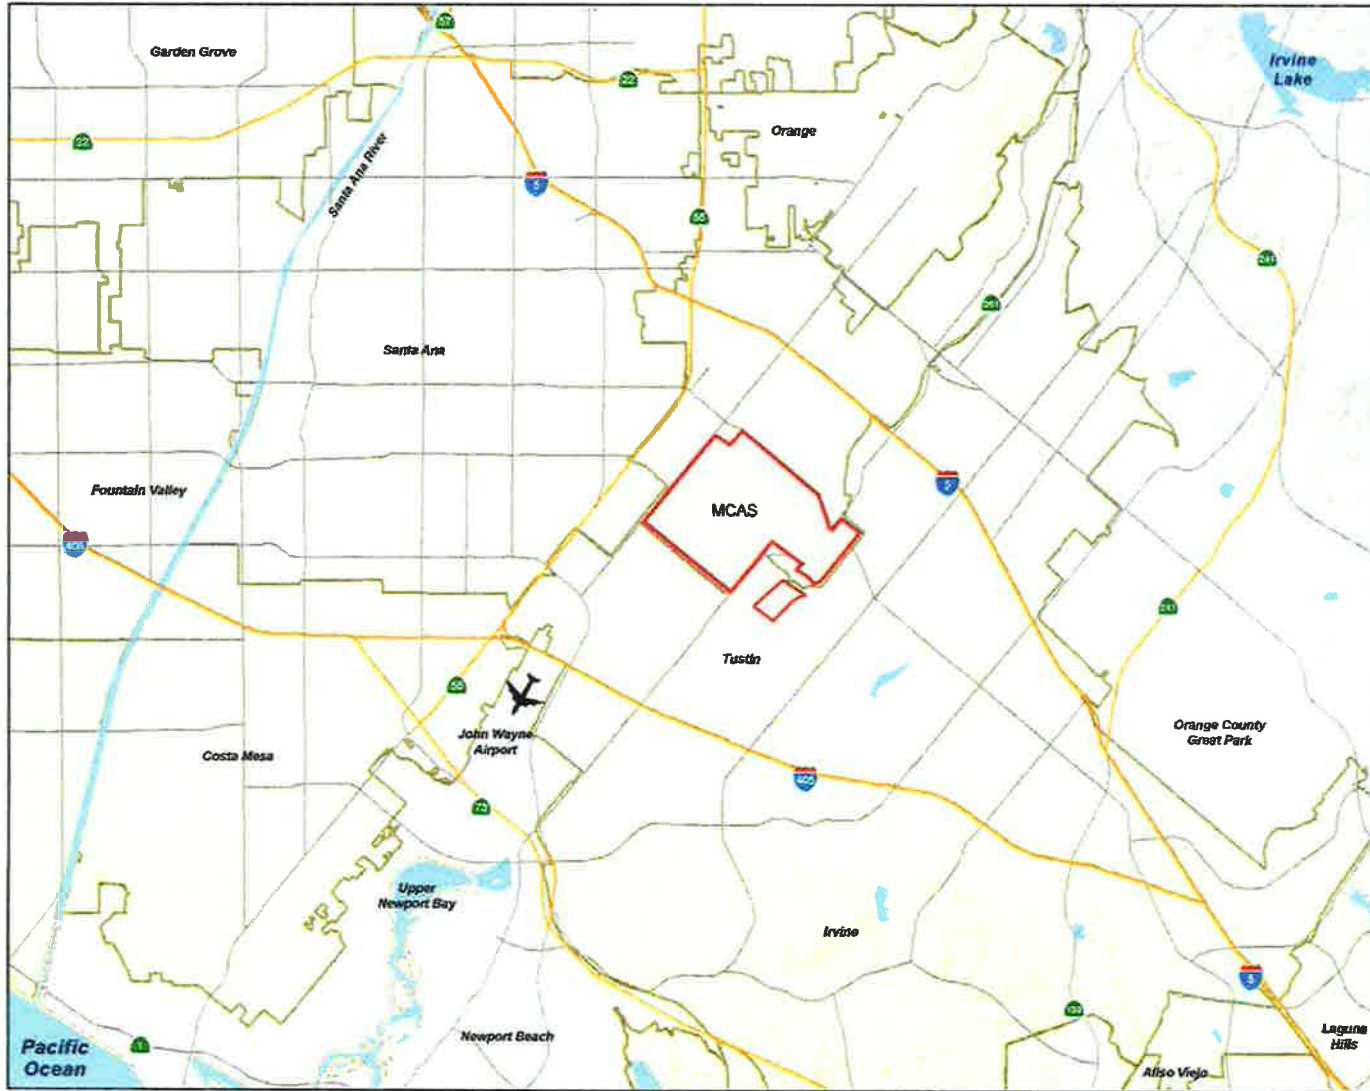 57
Garden Grove
Irvine
Lake
22
Orange
22
Santa Ana River
5
55
241
261
Santa Ana
Fountain Valley
5
MCAS
405
241
Tustin
55
Orange County
Great Park
John Wayne
Airport
Costa Mesa
405
73
Upper
Newport Bay
Irvine
5
133
Laguna
Hills
Newport Beach
Pacific
Ocean
1
Aliso Viejo